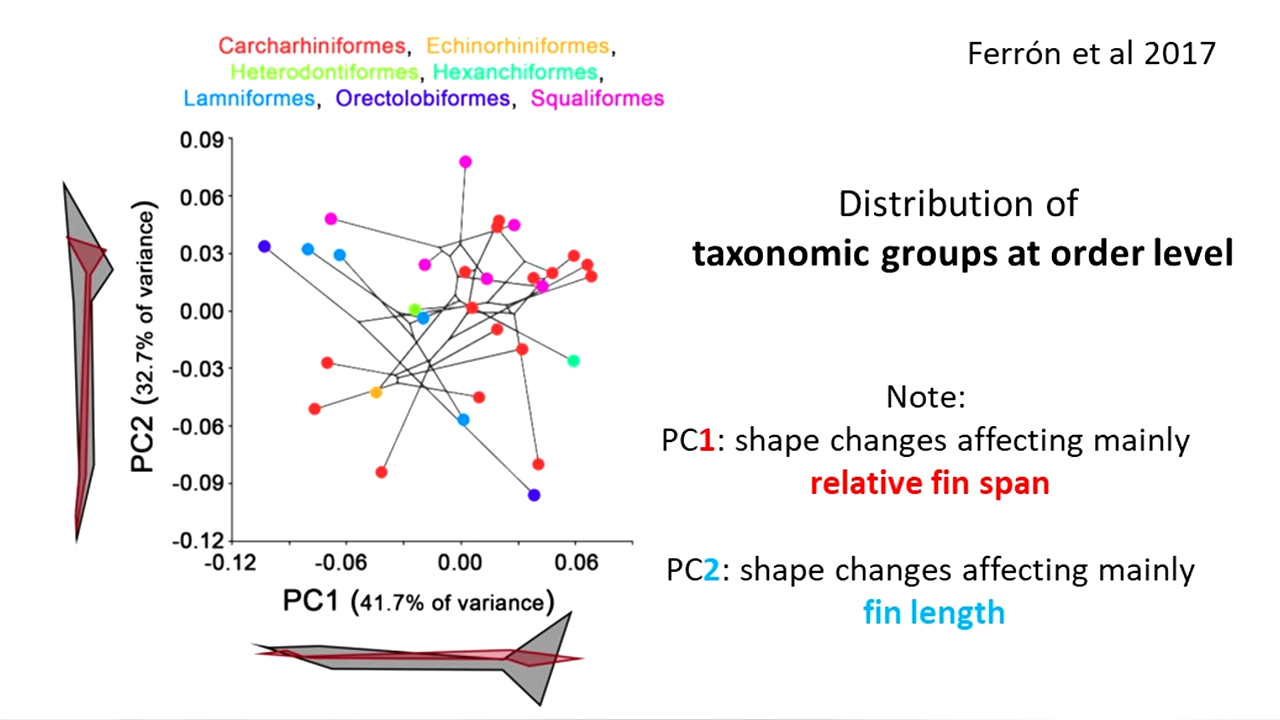 Carcharhiniformes, Echinorhiniformes,
Heterodontiformes, Hexanchiformes,
Lamniformes, Orectolobiformes, Squaliformes
Ferrón et al 2017
0.09
0.06
0.03
0.00
-0.03
-0.06
-0.09
-0.12
PC2 (32.7% of variance)
-0.12 -0.06 0.00 0.06
PC1 (41.7% of variance)
Distribution of
taxonomic groups at order level
Note:
PC1: shape changes affecting mainly
relative fin span
PC2: shape changes affecting mainly
fin length